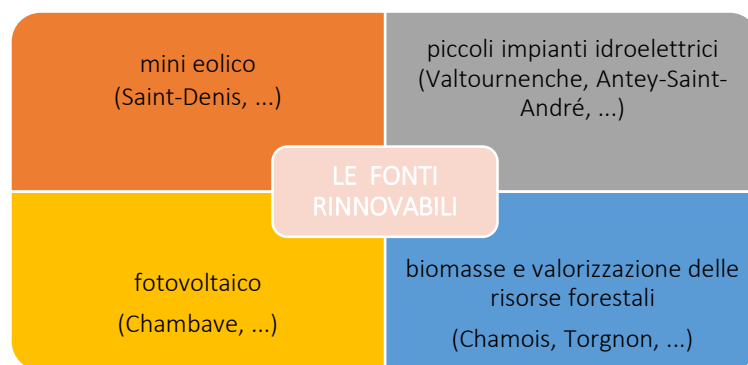 mini eolico
(Saint-Denis, ...)
piccoli impianti idroelettrici
(Valtournenche, Antey-Saint-
André, ...)
LE FONTI
RINNOVABILI
fotovoltaico
(Chambave, ...)
biomasse e valorizzazione delle
risorse forestali
(Chamois, Torgnon, ...)